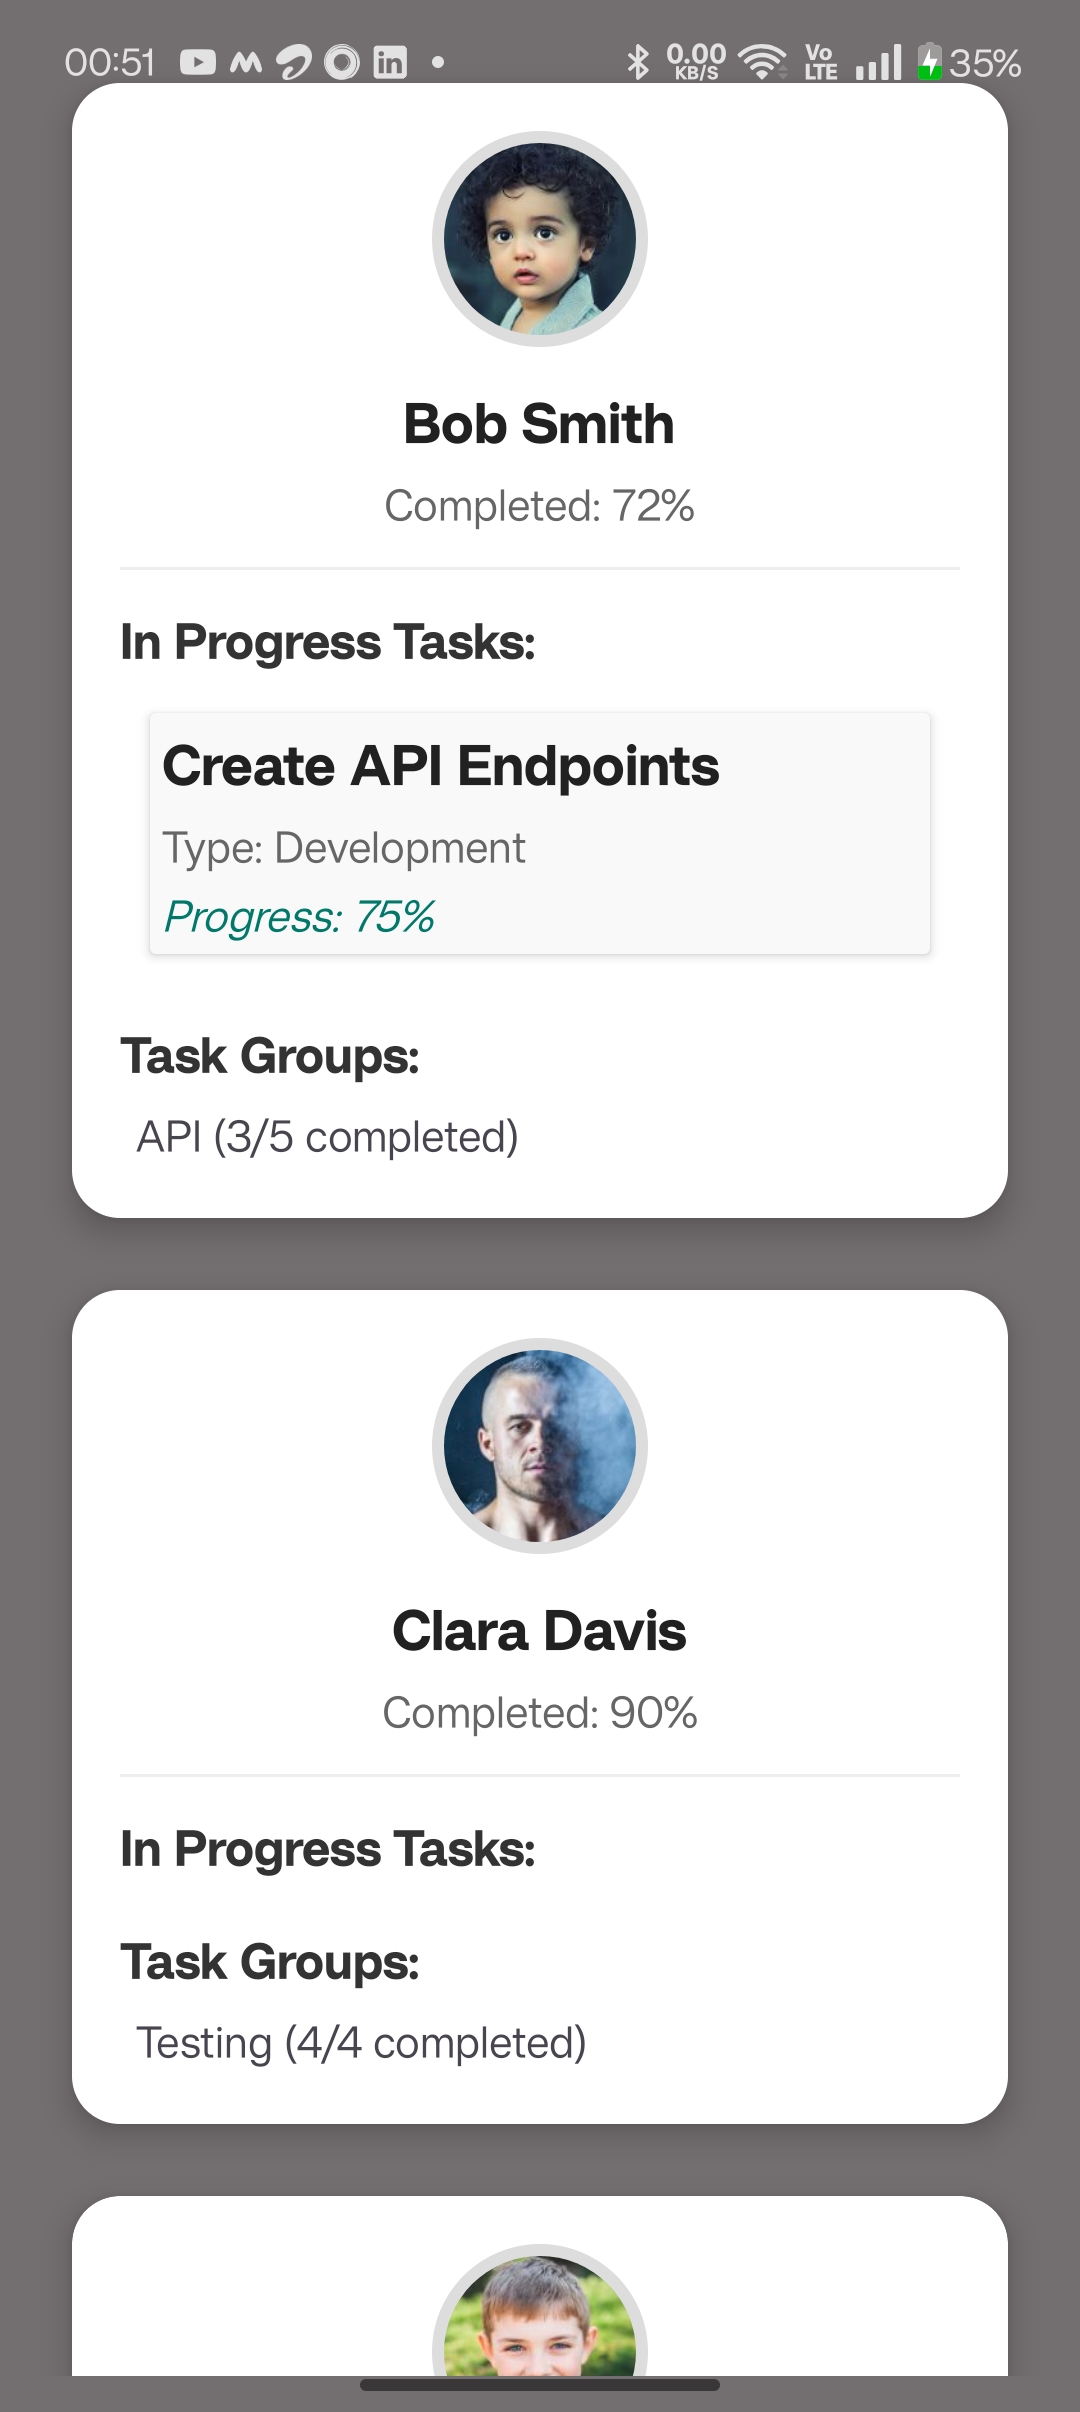 00:51 in 0.00 KB/S Vo LTE 35%
Bob Smith
Completed: 72%
In Progress Tasks:
Create API Endpoints
Type: Development
Progress: 75%
Task Groups:
API (3/5 completed)
Clara Davis
Completed: 90%
In Progress Tasks:
Task Groups:
Testing (4/4 completed)